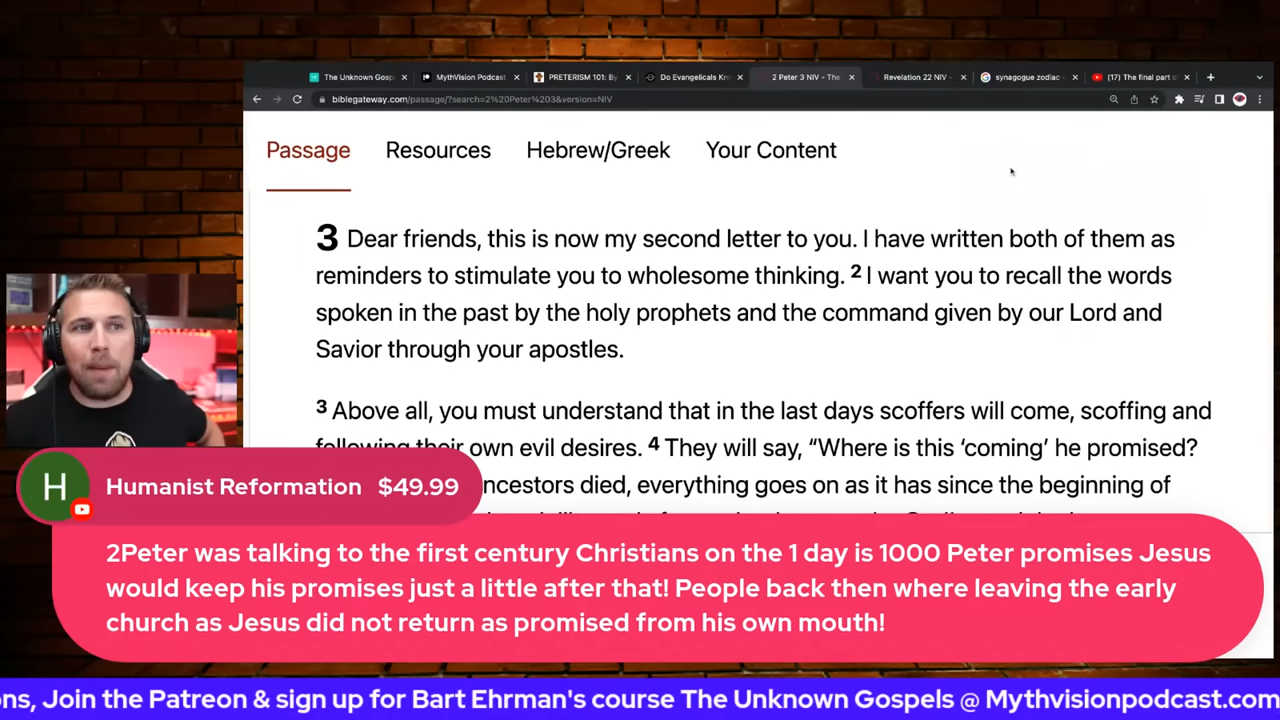 The Unknown Gosp
MythVision Podcast
PRETERISM 101: By
Do Evangelicals Kn
2 Peter 3 NIV - The
Revelation 22 NIV -
synagogue zodiac -
(17) The final part o
biblegateway.com/passage/?search=2%20Peter%203&version=NIV
Passage Resources Hebrew/Greek Your Content
3 Dear friends, this is now my second letter to you. I have written both of them as
reminders to stimulate you to wholesome thinking. 2 I want you to recall the words
spoken in the past by the holy prophets and the command given by our Lord and
Savior through your apostles.
3 Above all, you must understand that in the last days scoffers will come, scoffing and
following their own evil desires. 4 They will say, “Where is this ‘coming’ he promised?
ncestors died, everything goes on as it has since the beginning of
H
Humanist Reformation $49.99
2Peter was talking to the first century Christians on the 1 day is 1000 Peter promises Jesus
would keep his promises just a little after that! People back then where leaving the early
church as Jesus did not return as promised from his own mouth!
ns, Join the Patreon & sign up for Bart Ehrman's course The Unknown Gospels @ Mythvisionpodcast.com